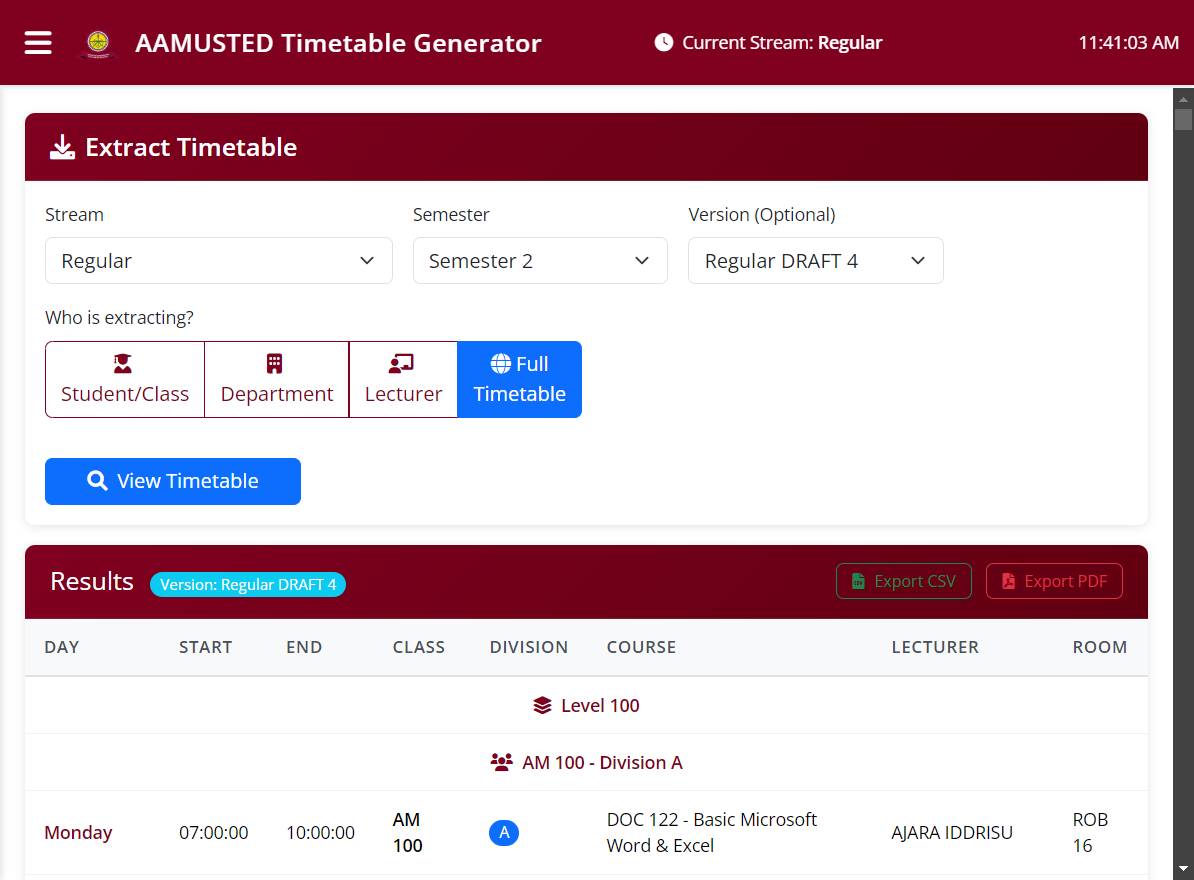 AAMUSTED Timetable Generator
Current Stream: Regular
11:41:03 AM
Extract Timetable
Stream
Semester
Version (Optional)
Regular
Semester 2
Regular DRAFT 4
Who is extracting?
Student/Class
Department
Lecturer
Full
Timetable
View Timetable
Results
Version: Regular DRAFT 4
Export CSV
Export PDF
DAY START END CLASS DIVISION COURSE LECTURER ROOM
Level 100
AM 100 - Division A
Monday
07:00:00
10:00:00
AM
100
A
DOC 122 - Basic Microsoft
Word & Excel
AJARA IDDRISU
ROB
16